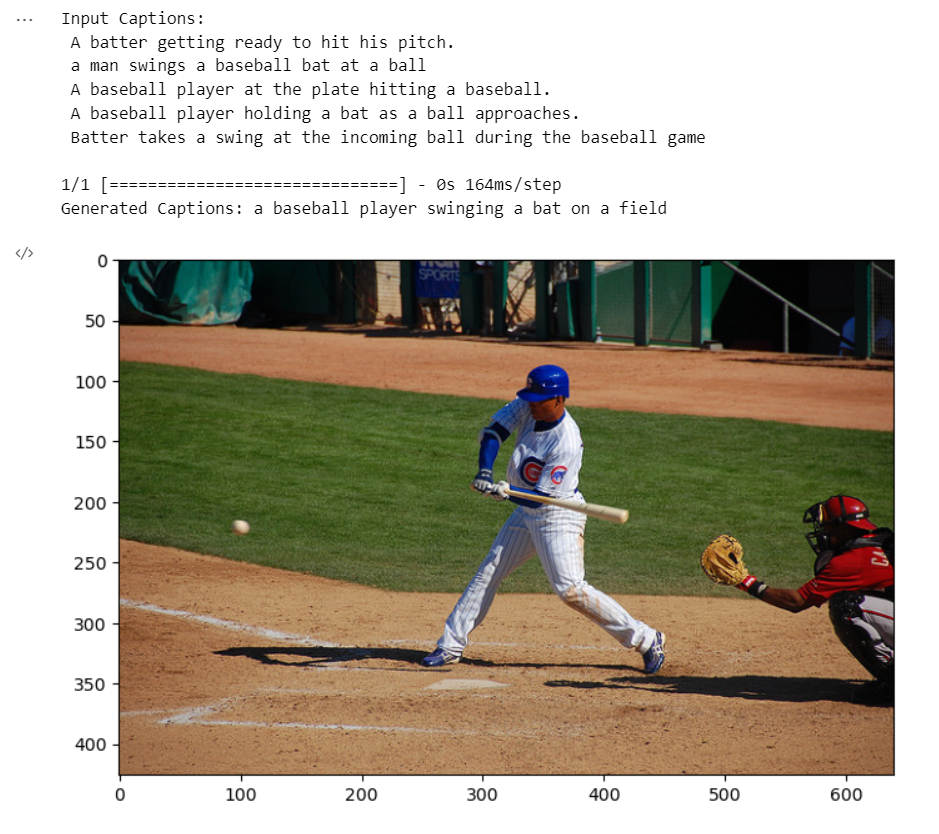 ... Input Captions:
A batter getting ready to hit his pitch.
a man swings a baseball bat at a ball
A baseball player at the plate hitting a baseball.
A baseball player holding a bat as a ball approaches.
Batter takes a swing at the incoming ball during the baseball game
1/1 [==============================] - 0s 164ms/step
Generated Captions: a baseball player swinging a bat on a field
</>
0
50
100
150
200
250
300
350
400
SPORTS
C
0 100 200 300 400 500 600